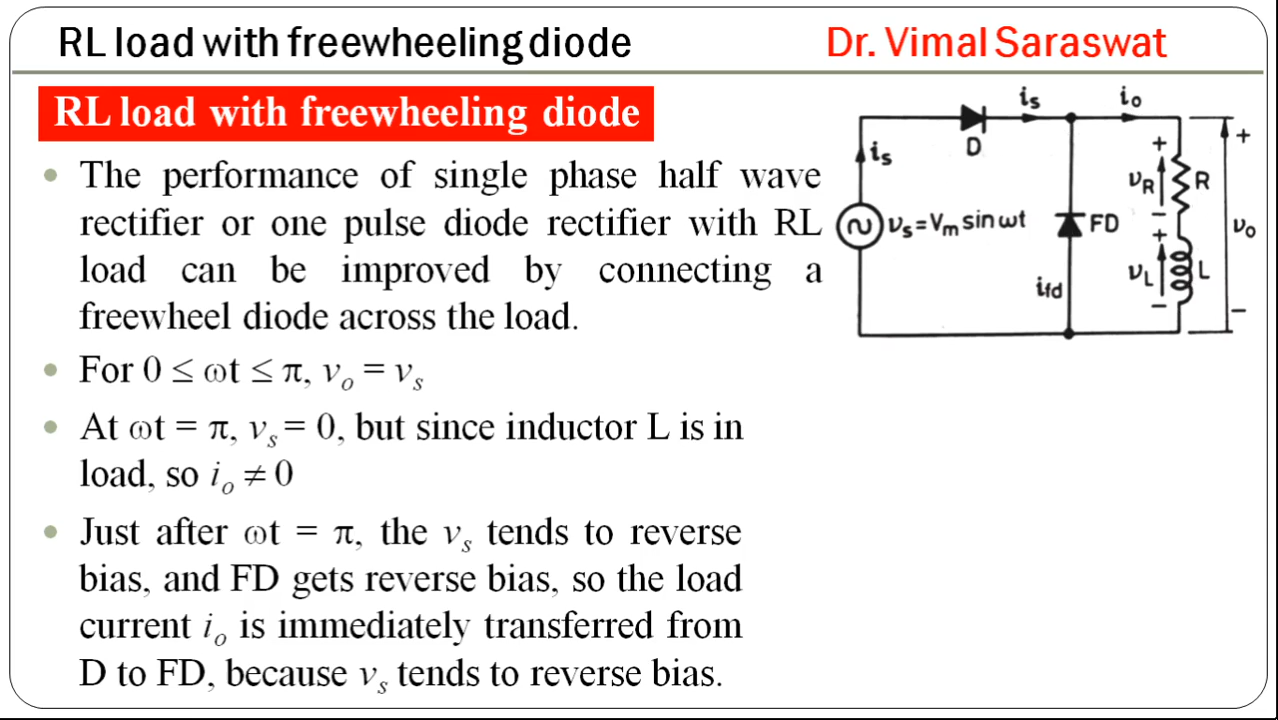 RL load with freewheeling diode
Dr. Vimal Saraswat
RL load with freewheeling diode
• The performance of single phase half wave
rectifier or one pulse diode rectifier with RL
load can be improved by connecting a
freewheel diode across the load.
• For 0 ≤ ωt ≤ π, vₒ = vₛ
• At ωt = π, vₛ = 0, but since inductor L is in
load, so iₒ ≠ 0
• Just after ωt = π, the vₛ tends to reverse
bias, and FD gets reverse bias, so the load
current iₒ is immediately transferred from
D to FD, because vₛ tends to reverse bias.
is
io
is
D
+
+
υR
R
υs = Vm sin ωt
FD
−
υo
+
υL
L
ifd
−
−